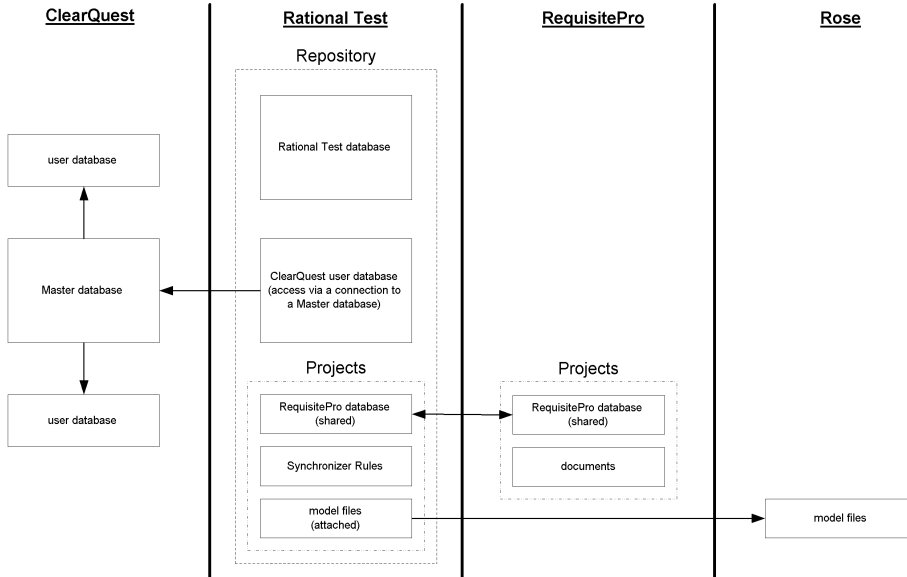 ClearQuest
Rational Test
RequisitePro
Rose
Repository
Rational Test database
user database
Master database
ClearQuest user database
(access via a connection to
a Master database)
user database
Projects
RequisitePro database
(shared)
Synchronizer Rules
model files
(attached)
Projects
RequisitePro database
(shared)
documents
model files